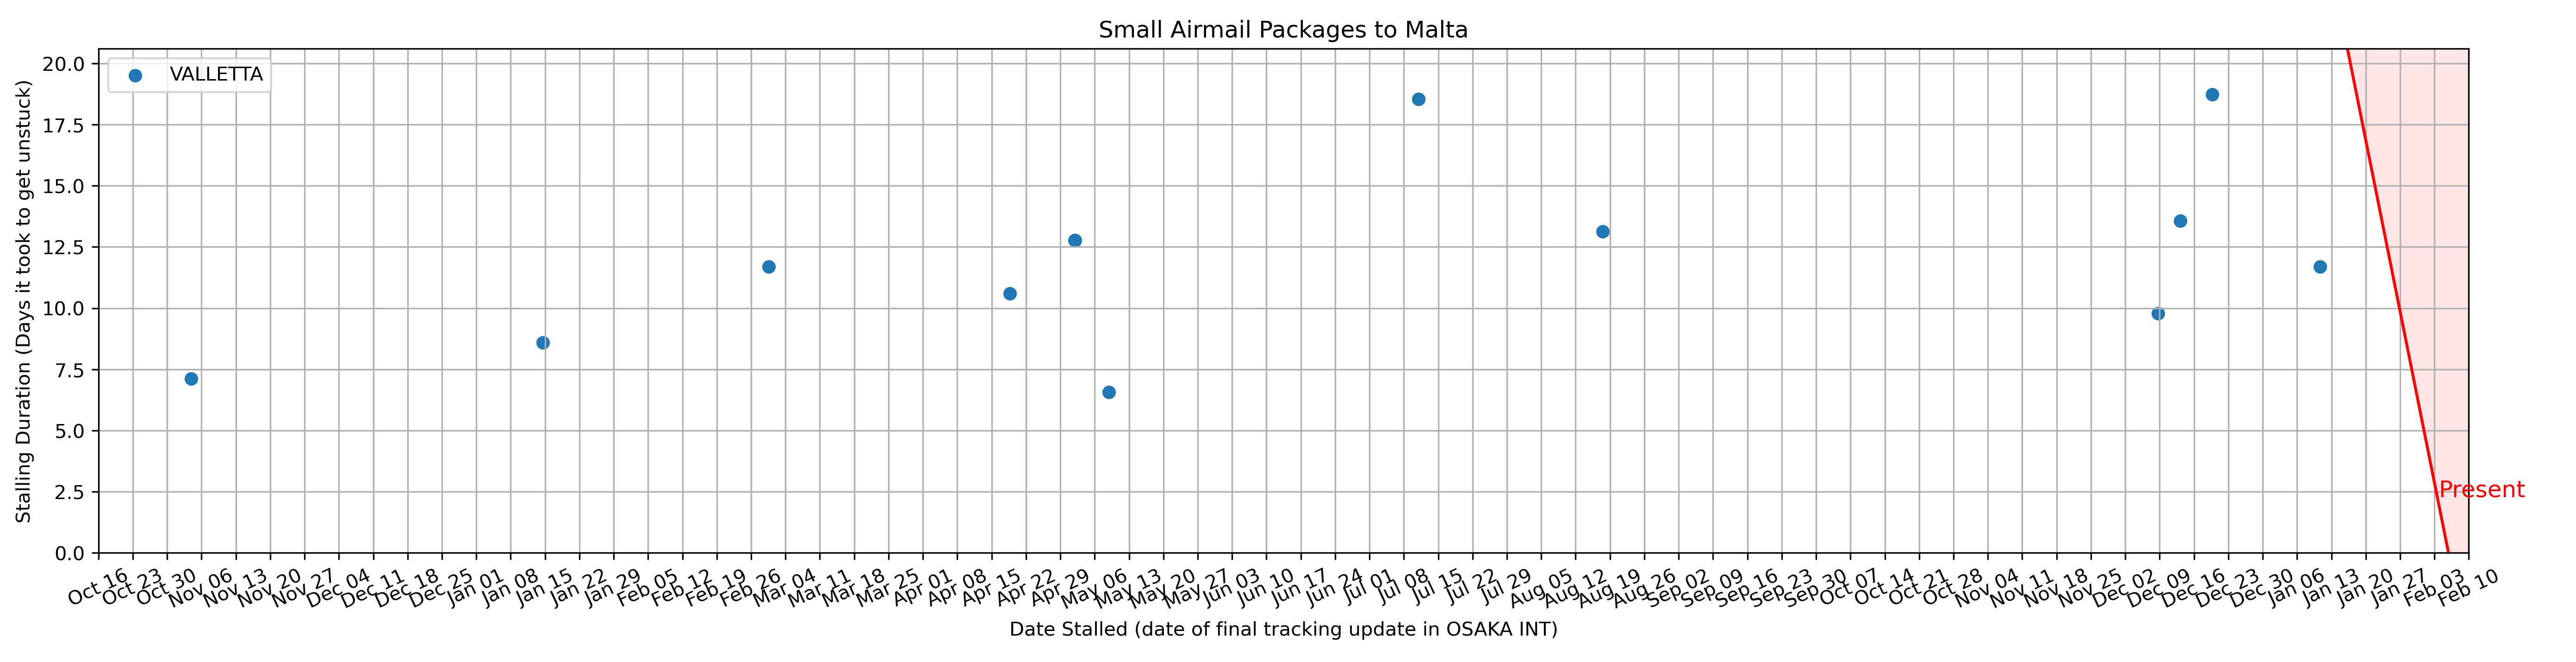 Small Airmail Packages to Malta
VALLETTA
Stalling Duration (Days it took to get unstuck)
20.0
17.5
15.0
12.5
10.0
7.5
5.0
2.5
0.0
Present
Oct 16 Oct 23 Oct 30 Nov 06 Nov 13 Nov 20 Nov 27 Dec 04 Dec 11 Dec 18 Dec 25 Jan 01 Jan 08 Jan 15 Jan 22 Jan 29 Feb 05 Feb 12 Feb 19 Feb 26 Mar 04 Mar 11 Mar 18 Mar 25 Apr 01 Apr 08 Apr 15 Apr 22 Apr 29 May 06 May 13 May 20 May 27 Jun 03 Jun 10 Jun 17 Jun 24 Jul 01 Jul 08 Jul 15 Jul 22 Jul 29 Aug 05 Aug 12 Aug 19 Aug 26 Sep 02 Sep 09 Sep 16 Sep 23 Sep 30 Oct 07 Oct 14 Oct 21 Oct 28 Nov 04 Nov 11 Nov 18 Nov 25 Dec 02 Dec 09 Dec 16 Dec 23 Dec 30 Jan 06 Jan 13 Jan 20 Jan 27 Feb 03 Feb 10
Date Stalled (date of final tracking update in OSAKA INT)